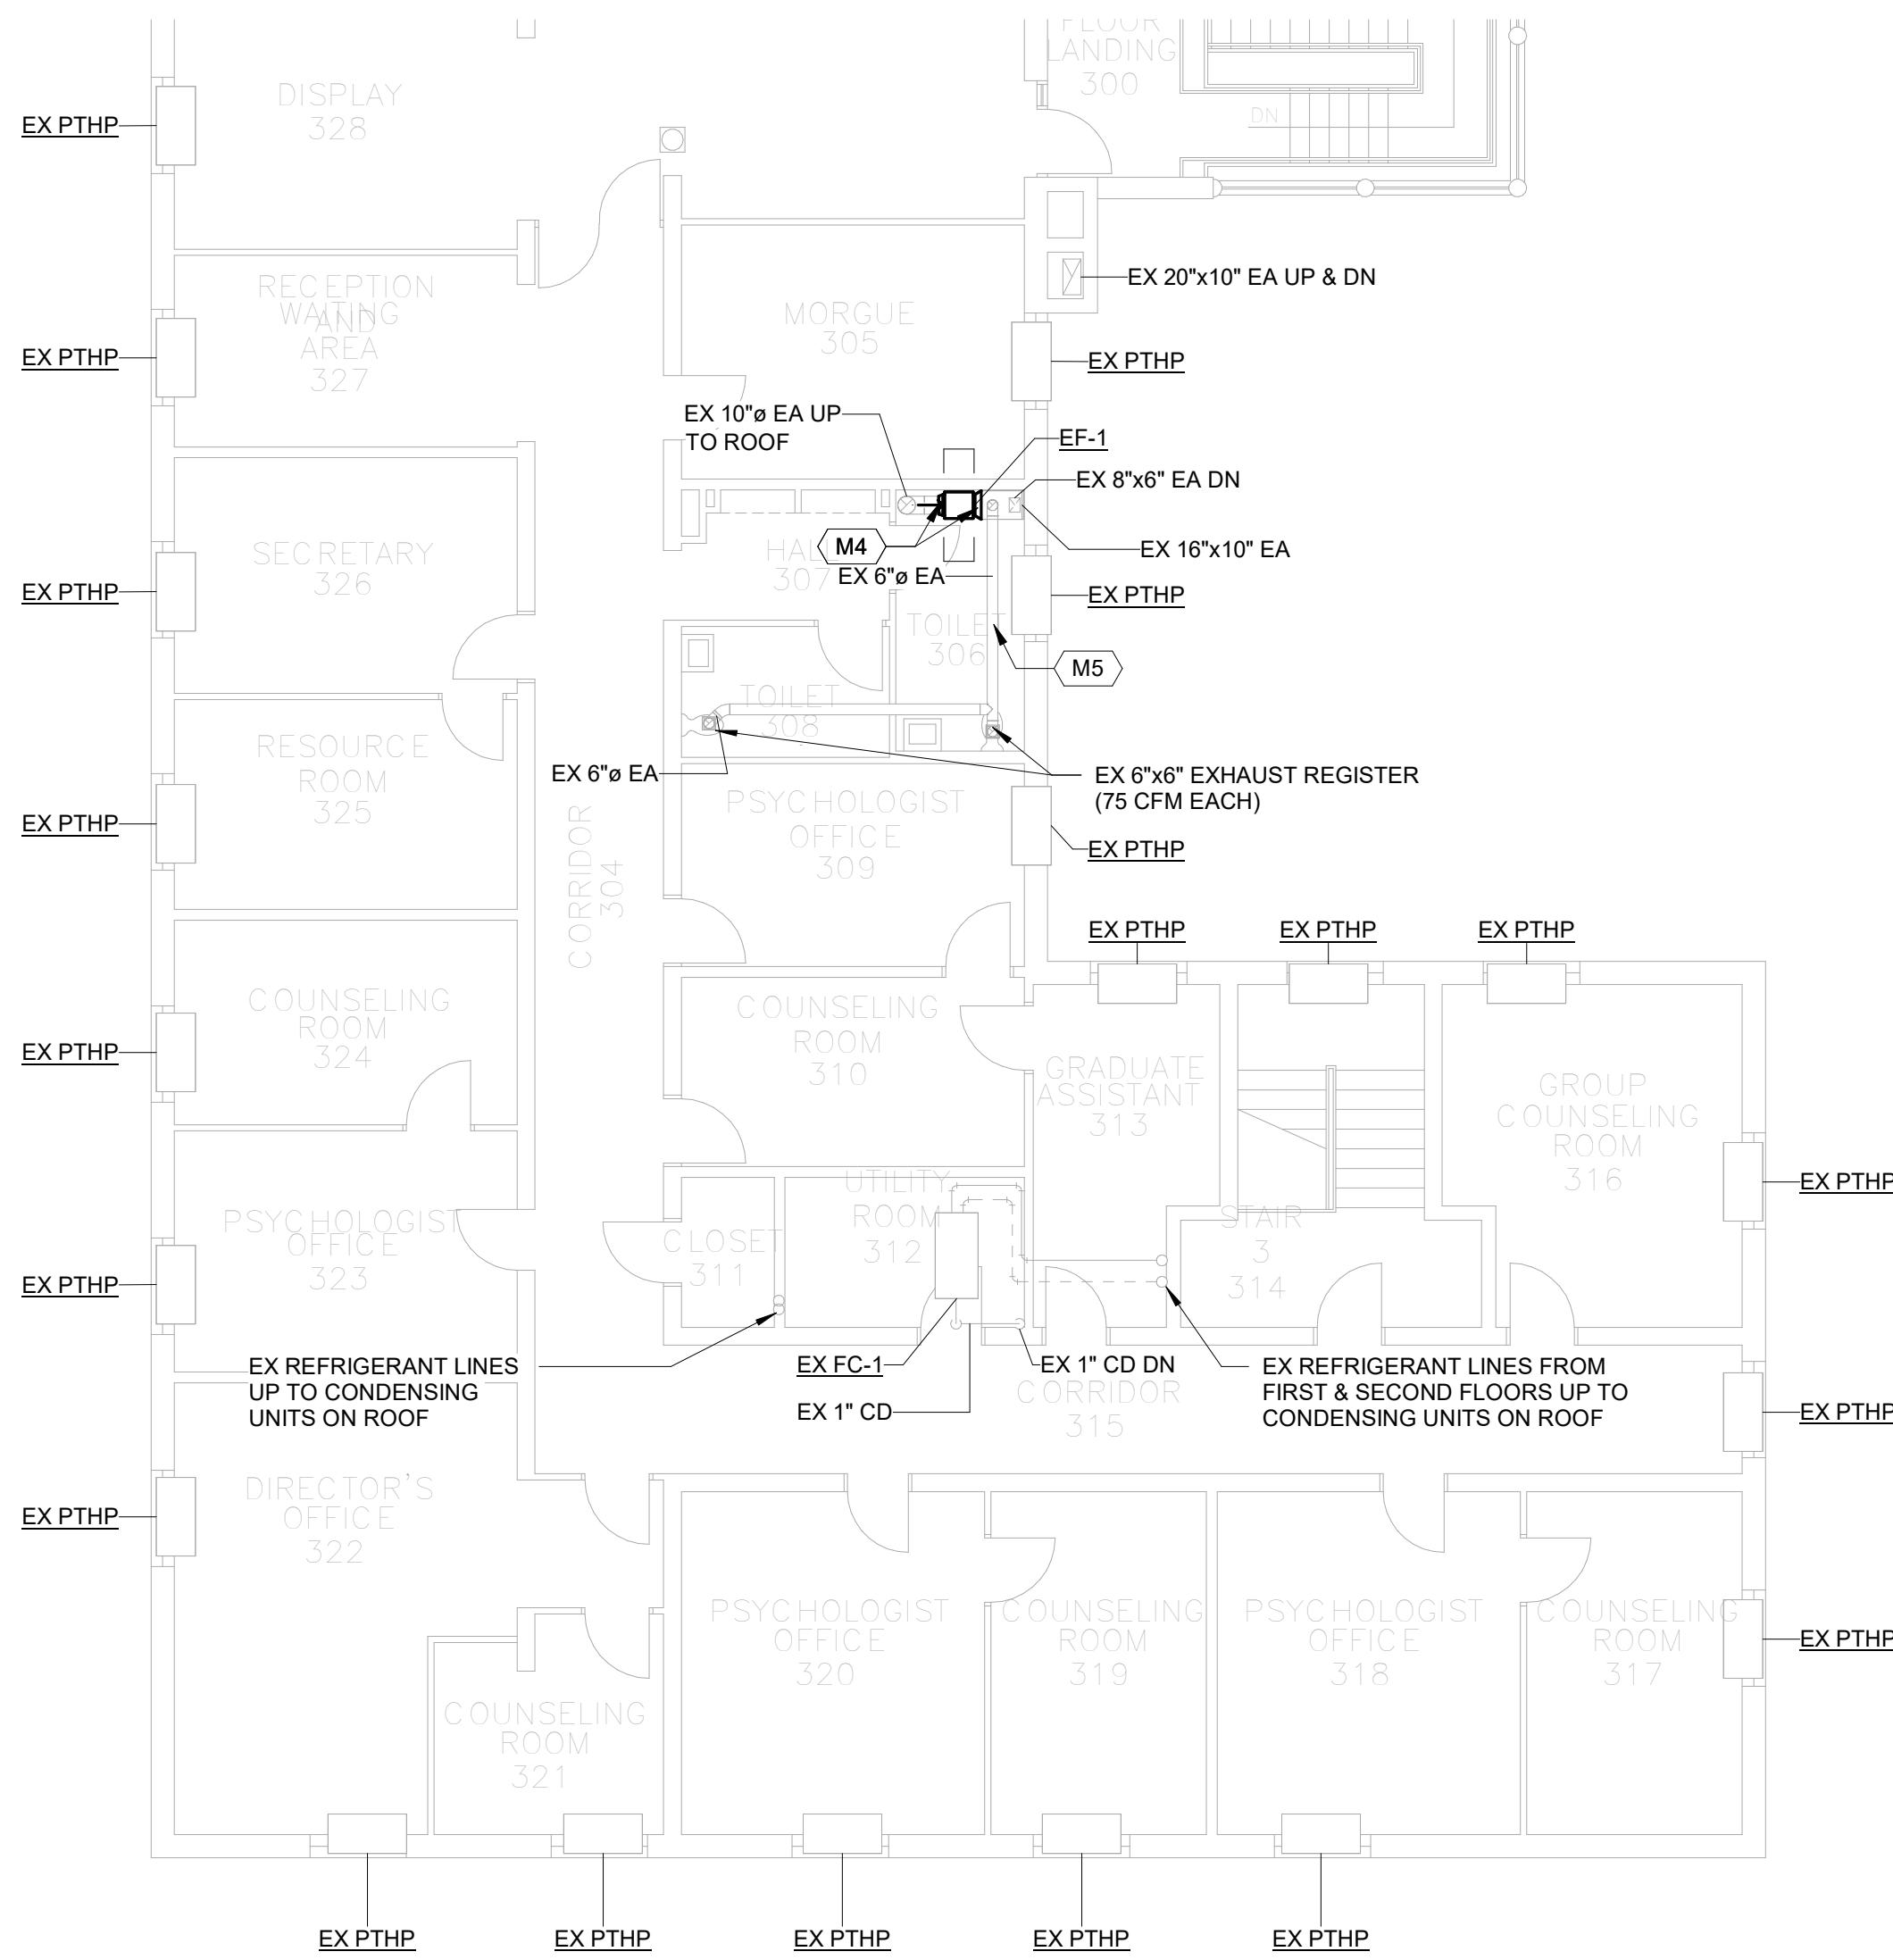 FLOOR
LANDING
300
DN
DISPLAY
328
EX PTHP
EX 20"x10" EA UP & DN
RECEPTION
WAITING
AND
AREA
327
EX PTHP
MORGUE
305
EX PTHP
EX 10"ø EA UP
TO ROOF
EF-1
EX 8"x6" EA DN
EX 16"x10" EA
M4
HALL
307
EX 6"ø EA
SECRETARY
326
EX PTHP
EX PTHP
TOILET
306
M5
TOILET
308
EX 6"ø EA
EX 6"x6" EXHAUST REGISTER
(75 CFM EACH)
RESOURCE
ROOM
325
EX PTHP
CORRIDOR
304
PSYCHOLOGIST
OFFICE
309
EX PTHP
EX PTHP
EX PTHP
EX PTHP
COUNSELING
ROOM
324
EX PTHP
COUNSELING
ROOM
310
GRADUATE
ASSISTANT
313
GROUP
COUNSELING
ROOM
316
EX PTHP
PSYCHOLOGIST
OFFICE
323
EX PTHP
CLOSET
311
UTILITY
ROOM
312
STAIR
3
314
EX REFRIGERANT LINES
UP TO CONDENSING
UNITS ON ROOF
EX FC-1
EX 1" CD
EX 1" CD DN
CORRIDOR
315
EX REFRIGERANT LINES FROM
FIRST & SECOND FLOORS UP TO
CONDENSING UNITS ON ROOF
EX PTHP
DIRECTOR'S
OFFICE
322
EX PTHP
PSYCHOLOGIST
OFFICE
320
COUNSELING
ROOM
319
PSYCHOLOGIST
OFFICE
318
COUNSELING
ROOM
317
EX PTHP
COUNSELING
ROOM
321
EX PTHP
EX PTHP
EX PTHP
EX PTHP
EX PTHP